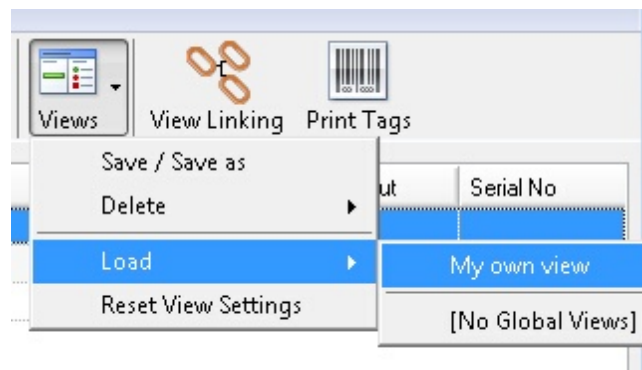 Views View Linking Print Tags
Save / Save as
ut Serial No
Delete
Load My own view
Reset View Settings
[No Global Views]